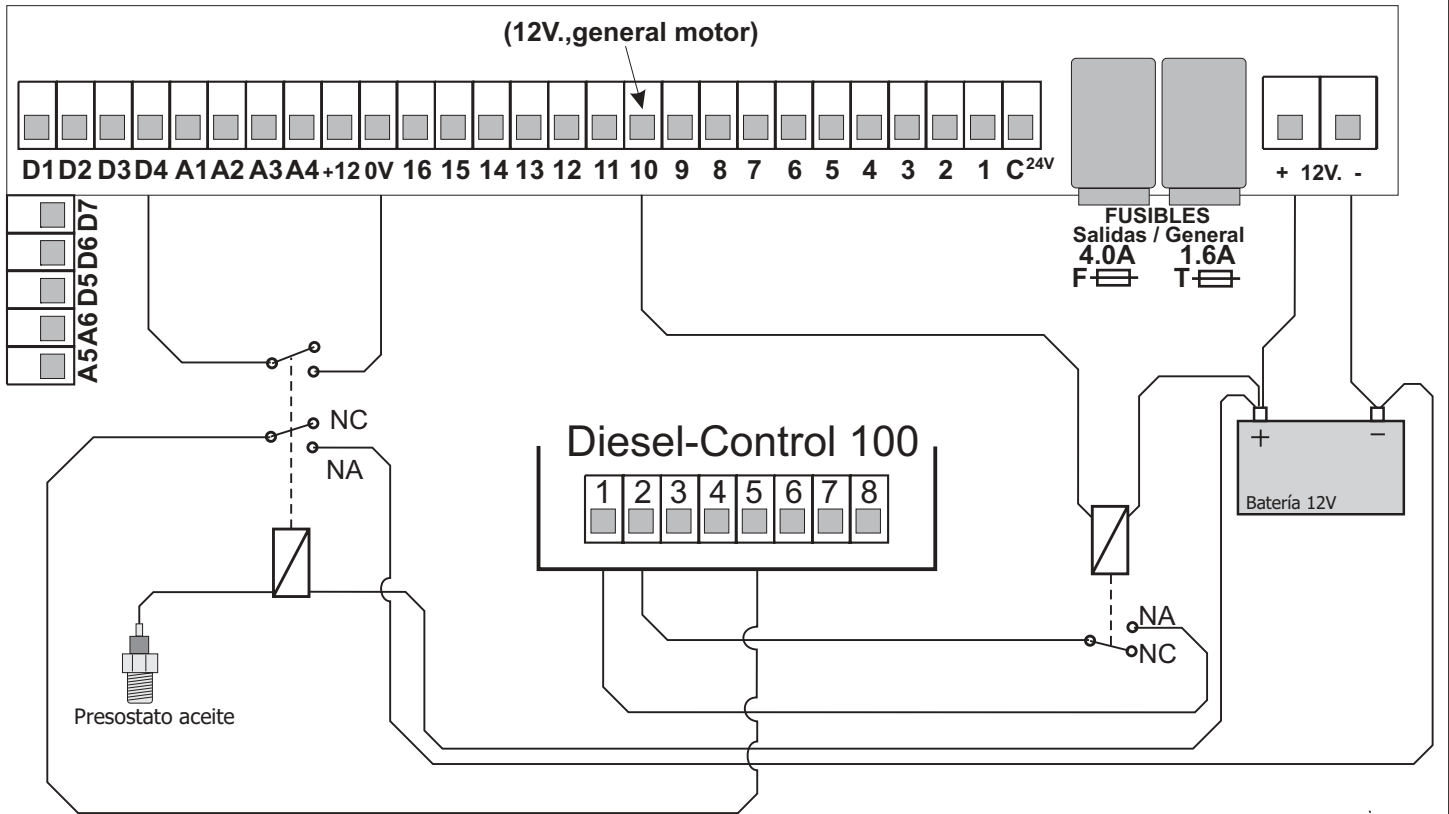 (12V.,general motor)
D1 D2 D3 D4 A1 A2 A3 A4 +12 0V 16 15 14 13 12 11 10 9 8 7 6 5 4 3 2 1 C24V
+ 12V. -
D7
D6
D5
A6
A5
FUSIBLES
Salidas / General
4.0A 1.6A
F T
NC
NA
Diesel-Control 100
1 2 3 4 5 6 7 8
+ -
Batería 12V
NA
NC
Presostato aceite